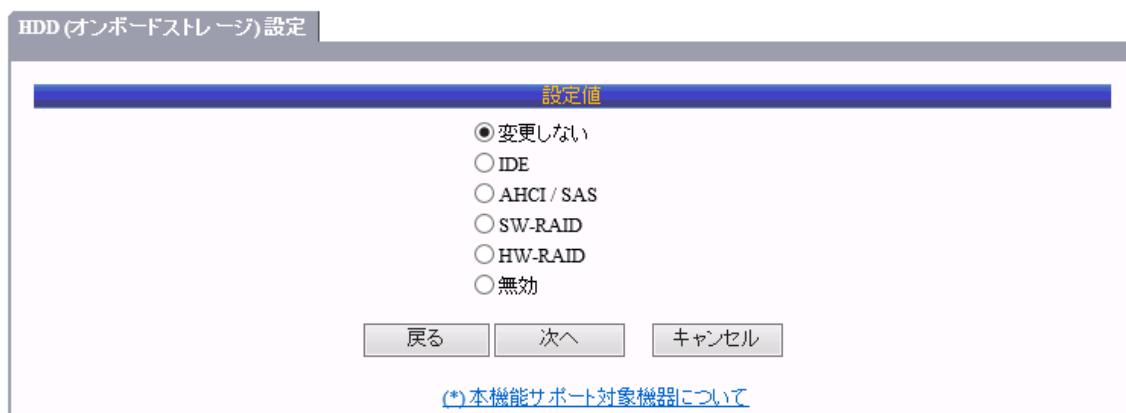 HDD (オンボードストレージ) 設定
設定値
変更しない
IDE
AHCI / SAS
SW-RAID
HW-RAID
無効
戻る 次へ キャンセル
(*) 本機能サポート対象機器について